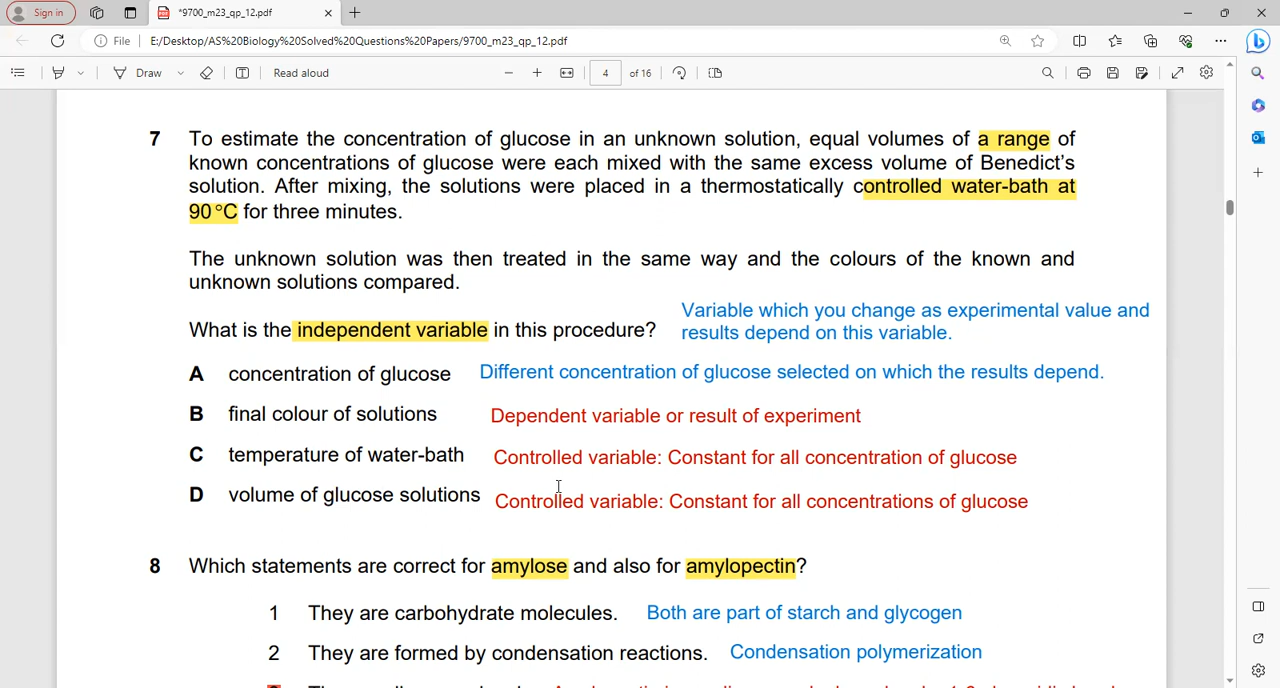 Sign in
*9700_m23_qp_12.pdf
File
E:/Desktop/AS%20Biology%20Solved%20Questions%20Papers/9700_m23_qp_12.pdf
Draw
Read aloud
4 of 16
7 To estimate the concentration of glucose in an unknown solution, equal volumes of a range of
known concentrations of glucose were each mixed with the same excess volume of Benedict's
solution. After mixing, the solutions were placed in a thermostatically controlled water-bath at
90 °C for three minutes.
The unknown solution was then treated in the same way and the colours of the known and
unknown solutions compared.
Variable which you change as experimental value and
What is the independent variable in this procedure? results depend on this variable.
A concentration of glucose Different concentration of glucose selected on which the results depend.
B final colour of solutions Dependent variable or result of experiment
C temperature of water-bath Controlled variable: Constant for all concentration of glucose
D volume of glucose solutions Controlled variable: Constant for all concentrations of glucose
8 Which statements are correct for amylose and also for amylopectin?
1 They are carbohydrate molecules. Both are part of starch and glycogen
2 They are formed by condensation reactions. Condensation polymerization